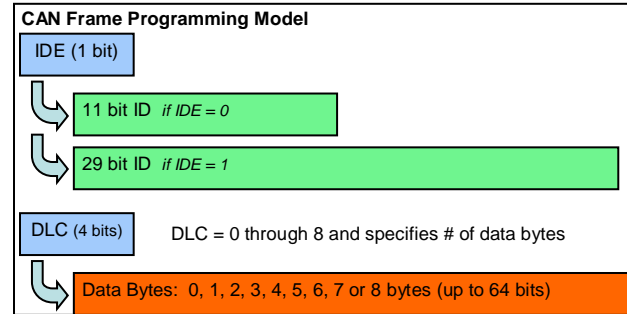 CAN Frame Programming Model
IDE (1 bit)
11 bit ID if IDE = 0
29 bit ID if IDE = 1
DLC (4 bits)
DLC = 0 through 8 and specifies # of data bytes
Data Bytes: 0, 1, 2, 3, 4, 5, 6, 7 or 8 bytes (up to 64 bits)